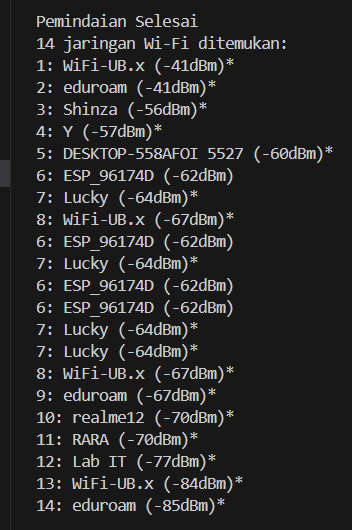 Pemindaian Selesai
14 jaringan Wi-Fi ditemukan:
1: WiFi-UB.x (-41dBm)*
2: eduroam (-41dBm)*
3: Shinza (-56dBm)*
4: Y (-57dBm)*
5: DESKTOP-558AFOI 5527 (-60dBm)*
6: ESP_96174D (-62dBm)
7: Lucky (-64dBm)*
8: WiFi-UB.x (-67dBm)*
6: ESP_96174D (-62dBm)
7: Lucky (-64dBm)*
6: ESP_96174D (-62dBm)
6: ESP_96174D (-62dBm)
7: Lucky (-64dBm)*
7: Lucky (-64dBm)*
8: WiFi-UB.x (-67dBm)*
9: eduroam (-67dBm)*
10: realme12 (-70dBm)*
11: RARA (-70dBm)*
12: Lab IT (-77dBm)*
13: WiFi-UB.x (-84dBm)*
14: eduroam (-85dBm)*